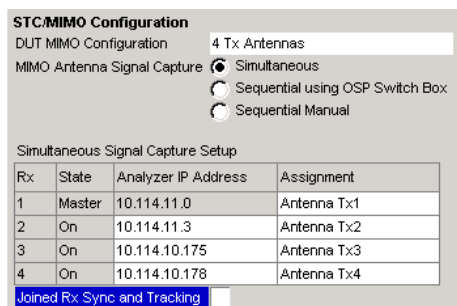 STC/MIMO Configuration
DUT MIMO Configuration 4 Tx Antennas
MIMO Antenna Signal Capture Simultaneous
Sequential using OSP Switch Box
Sequential Manual
Simultaneous Signal Capture Setup
Rx State Analyzer IP Address Assignment
1 Master 10.114.11.0 Antenna Tx1
2 On 10.114.11.3 Antenna Tx2
3 On 10.114.10.175 Antenna Tx3
4 On 10.114.10.178 Antenna Tx4
Joined Rx Sync and Tracking